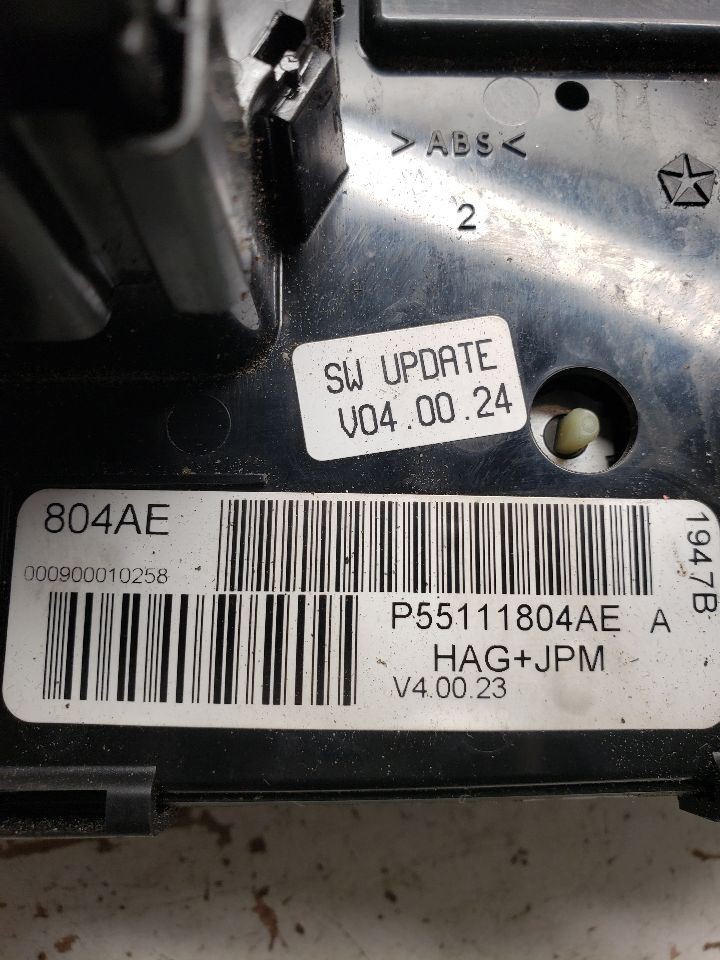 >ABS<
2
SW UPDATE
V04.00.24
804AE
000900010258
P55111804AE A
HAG+JPM
V4.00.23
1947B